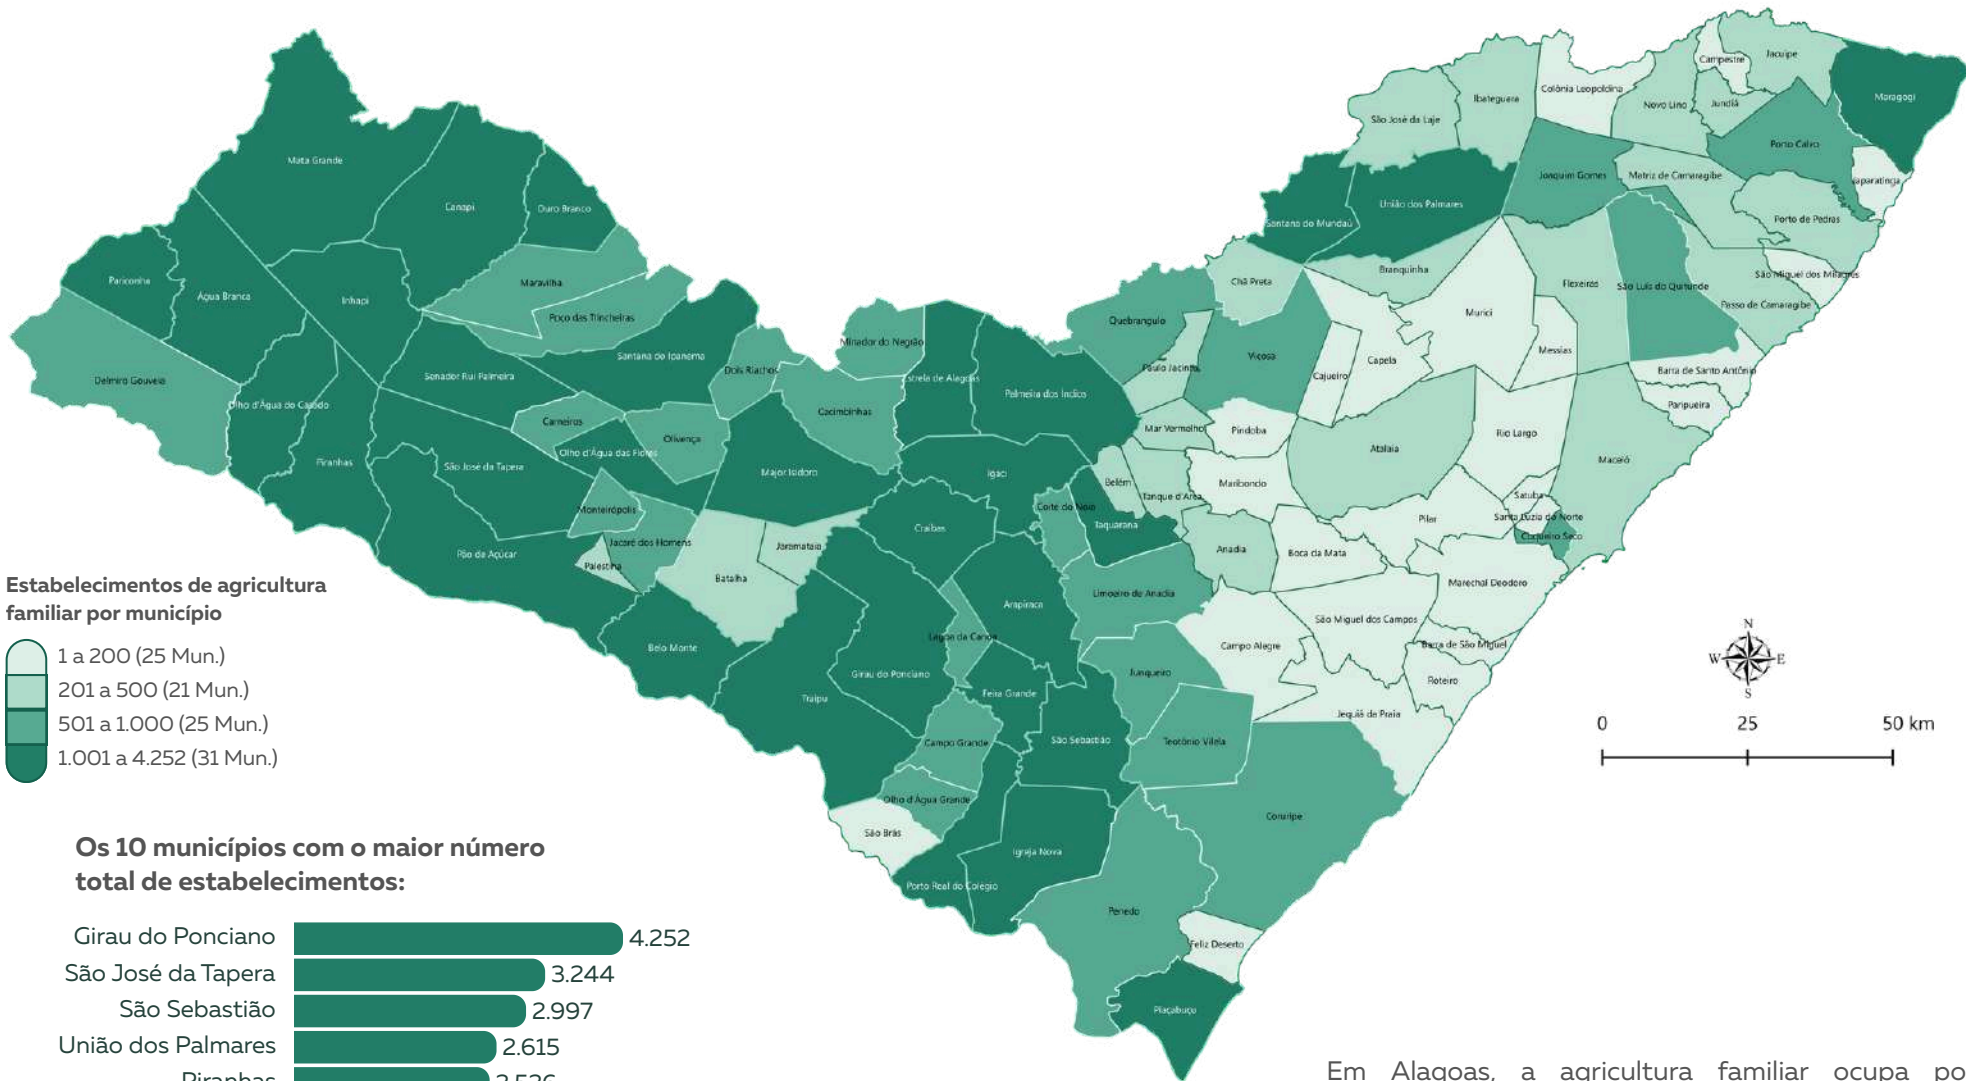 Campestre
Jacuípe
Maragogi
Colônia Leopoldina
Ibateguara
Novo Lino
Jundiá
São José da Laje
Porto Calvo
Mata Grande
Joaquim Gomes
Matriz de Camaragibe
Japaratinga
Canapi
Ouro Branco
União dos Palmares
Santana do Mundaú
Porto de Pedras
Pariconha
Água Branca
Inhapi
Maravilha
Poço das Trincheiras
Chã Preta
Branquinha
Flexeiras
São Luís do Quitunde
São Miguel dos Milagres
Passo de Camaragibe
Quebrangulo
Murici
Minador do Negrão
Viçosa
Messias
Santana do Ipanema
Capela
Delmiro Gouveia
Senador Rui Palmeira
Dois Riachos
Estrela de Alagoas
Palmeira dos Índios
Paulo Jacinto
Cajueiro
Barra de Santo Antônio
Olho d'Água do Casado
Paripueira
Carneiros
Olivença
Cacimbinhas
Mar Vermelho
Pindoba
Rio Largo
Piranhas
São José da Tapera
Olho d'Água das Flores
Major Isidoro
Igaci
Atalaia
Maceió
Belém
Tanque d'Arca
Maribondo
Satuba
Monteirópolis
Craíbas
Coité do Nóia
Taquarana
Pilar
Santa Luzia do Norte
Coqueiro Seco
Pão de Açúcar
Jacaré dos Homens
Jaramataia
Anadia
Boca da Mata
Palestina
Batalha
Marechal Deodoro
Limoeiro de Anadia
Arapiraca
São Miguel dos Campos
Lagoa da Canoa
Belo Monte
Campo Alegre
Barra de São Miguel
Girau do Ponciano
Junqueiro
Roteiro
Traipu
Feira Grande
Jequiá da Praia
Campo Grande
São Sebastião
Teotônio Vilela
Olho d'Água Grande
Coruripe
São Brás
Igreja Nova
Porto Real do Colégio
Penedo
Feliz Deserto
Piaçabuçu
N
W E
S
0 25 50 km
Estabelecimentos de agricultura
familiar por município
1 a 200 (25 Mun.)
201 a 500 (21 Mun.)
501 a 1.000 (25 Mun.)
1.001 a 4.252 (31 Mun.)
Os 10 municípios com o maior número
total de estabelecimentos:
Girau do Ponciano 4.252
São José da Tapera 3.244
São Sebastião 2.997
União dos Palmares 2.615
Piranhas 2.526
Em Alagoas, a agricultura familiar ocupa po